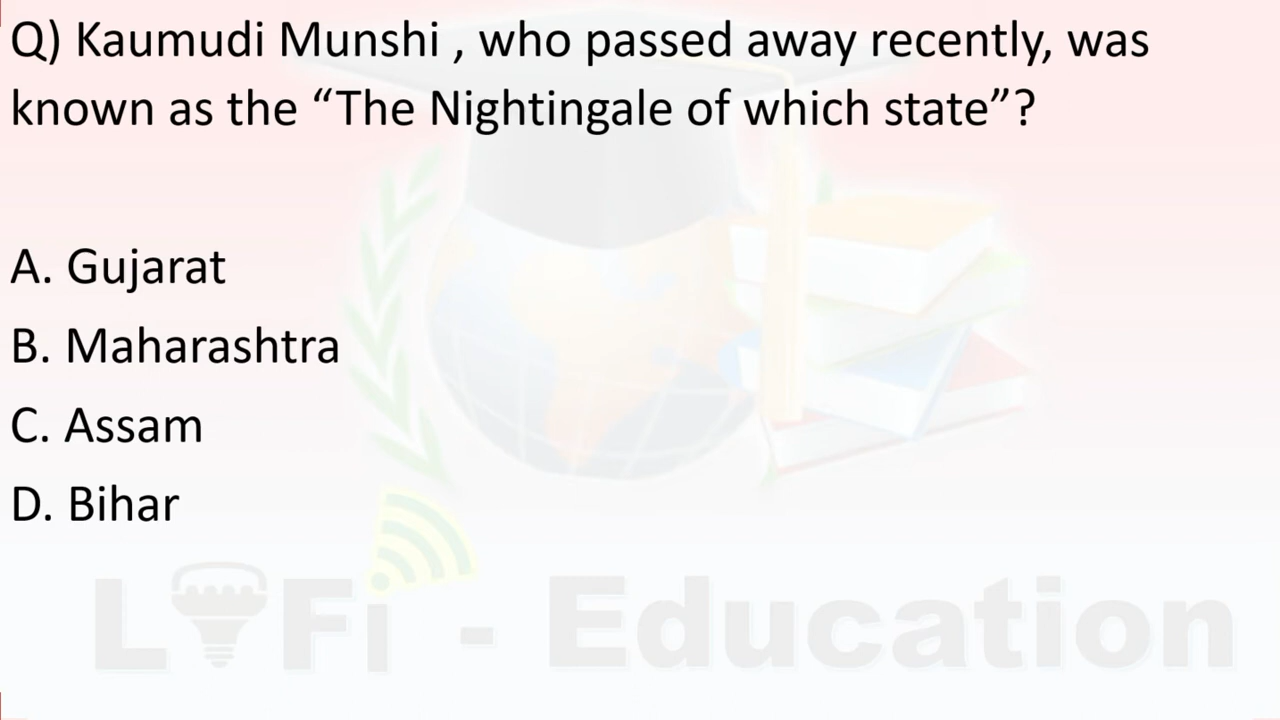 Q) Kaumudi Munshi , who passed away recently, was
known as the “The Nightingale of which state”?
A. Gujarat
B. Maharashtra
C. Assam
D. Bihar
LiFi - Education